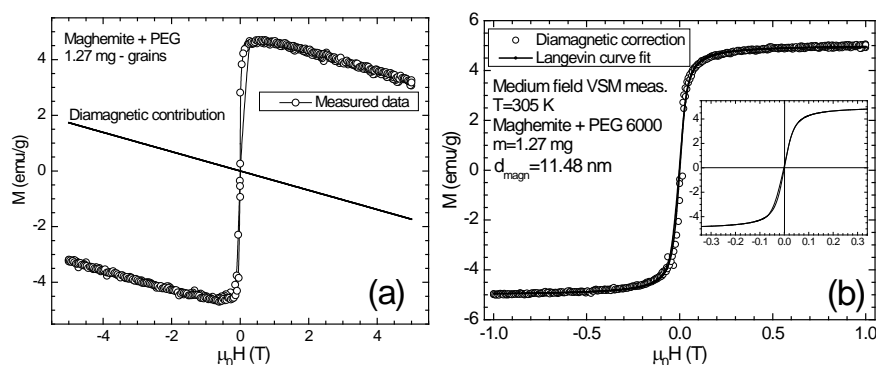 Maghemite + PEG
1.27 mg - grains
Measured data
Diamagnetic contribution
M (emu/g)
4
2
0
-2
-4
-4
-2
0
2
4
μ₀H (T)
(a)
Diamagnetic correction
Langevin curve fit
Medium field VSM meas.
T=305 K
Maghemite + PEG 6000
m=1.27 mg
d_magn=11.48 nm
M (emu/g)
6
4
2
0
-2
-4
-6
-1.0
-0.5
0.0
0.5
1.0
μ₀H (T)
4
2
0
-2
-4
-0.3
-0.2
-0.1
0.0
0.1
0.2
0.3
(b)